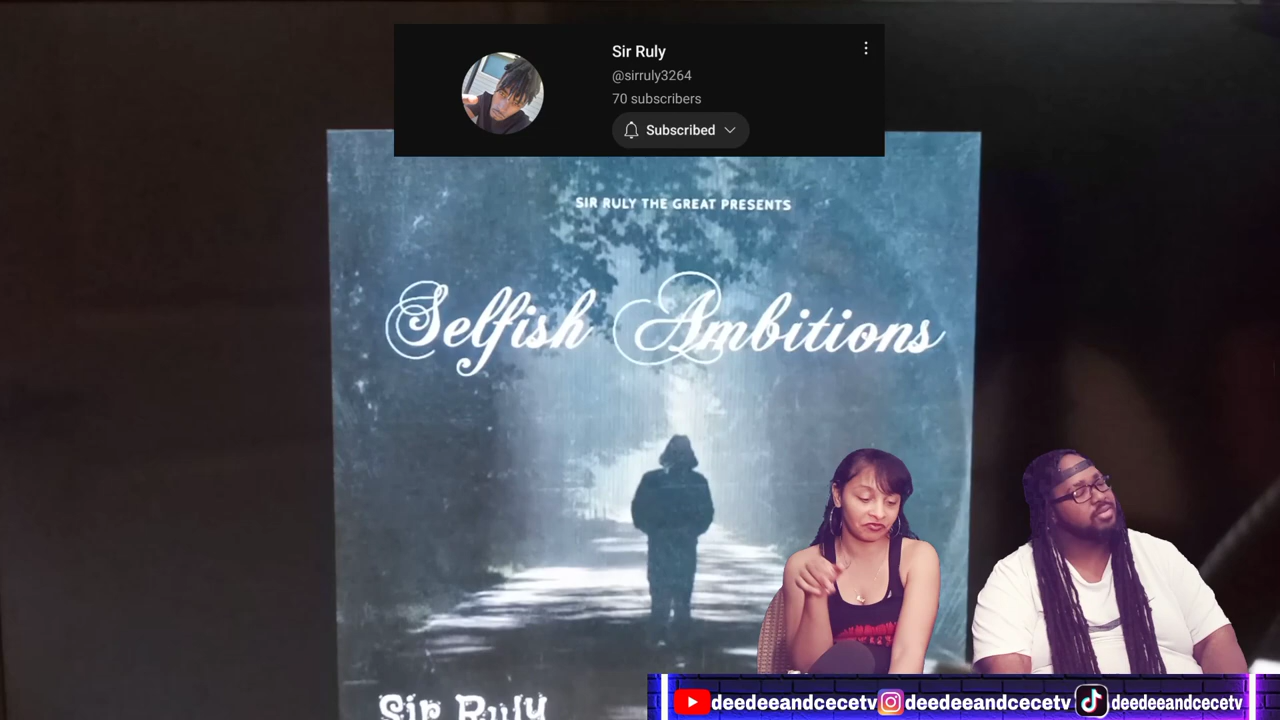 Sir Ruly
@sirruly3264
70 subscribers
Subscribed
SIR RULY THE GREAT PRESENTS
Selfish Ambitions
Sir Ruly
deedeeandcecetv deedeeandcecetv deedeeandcecetv